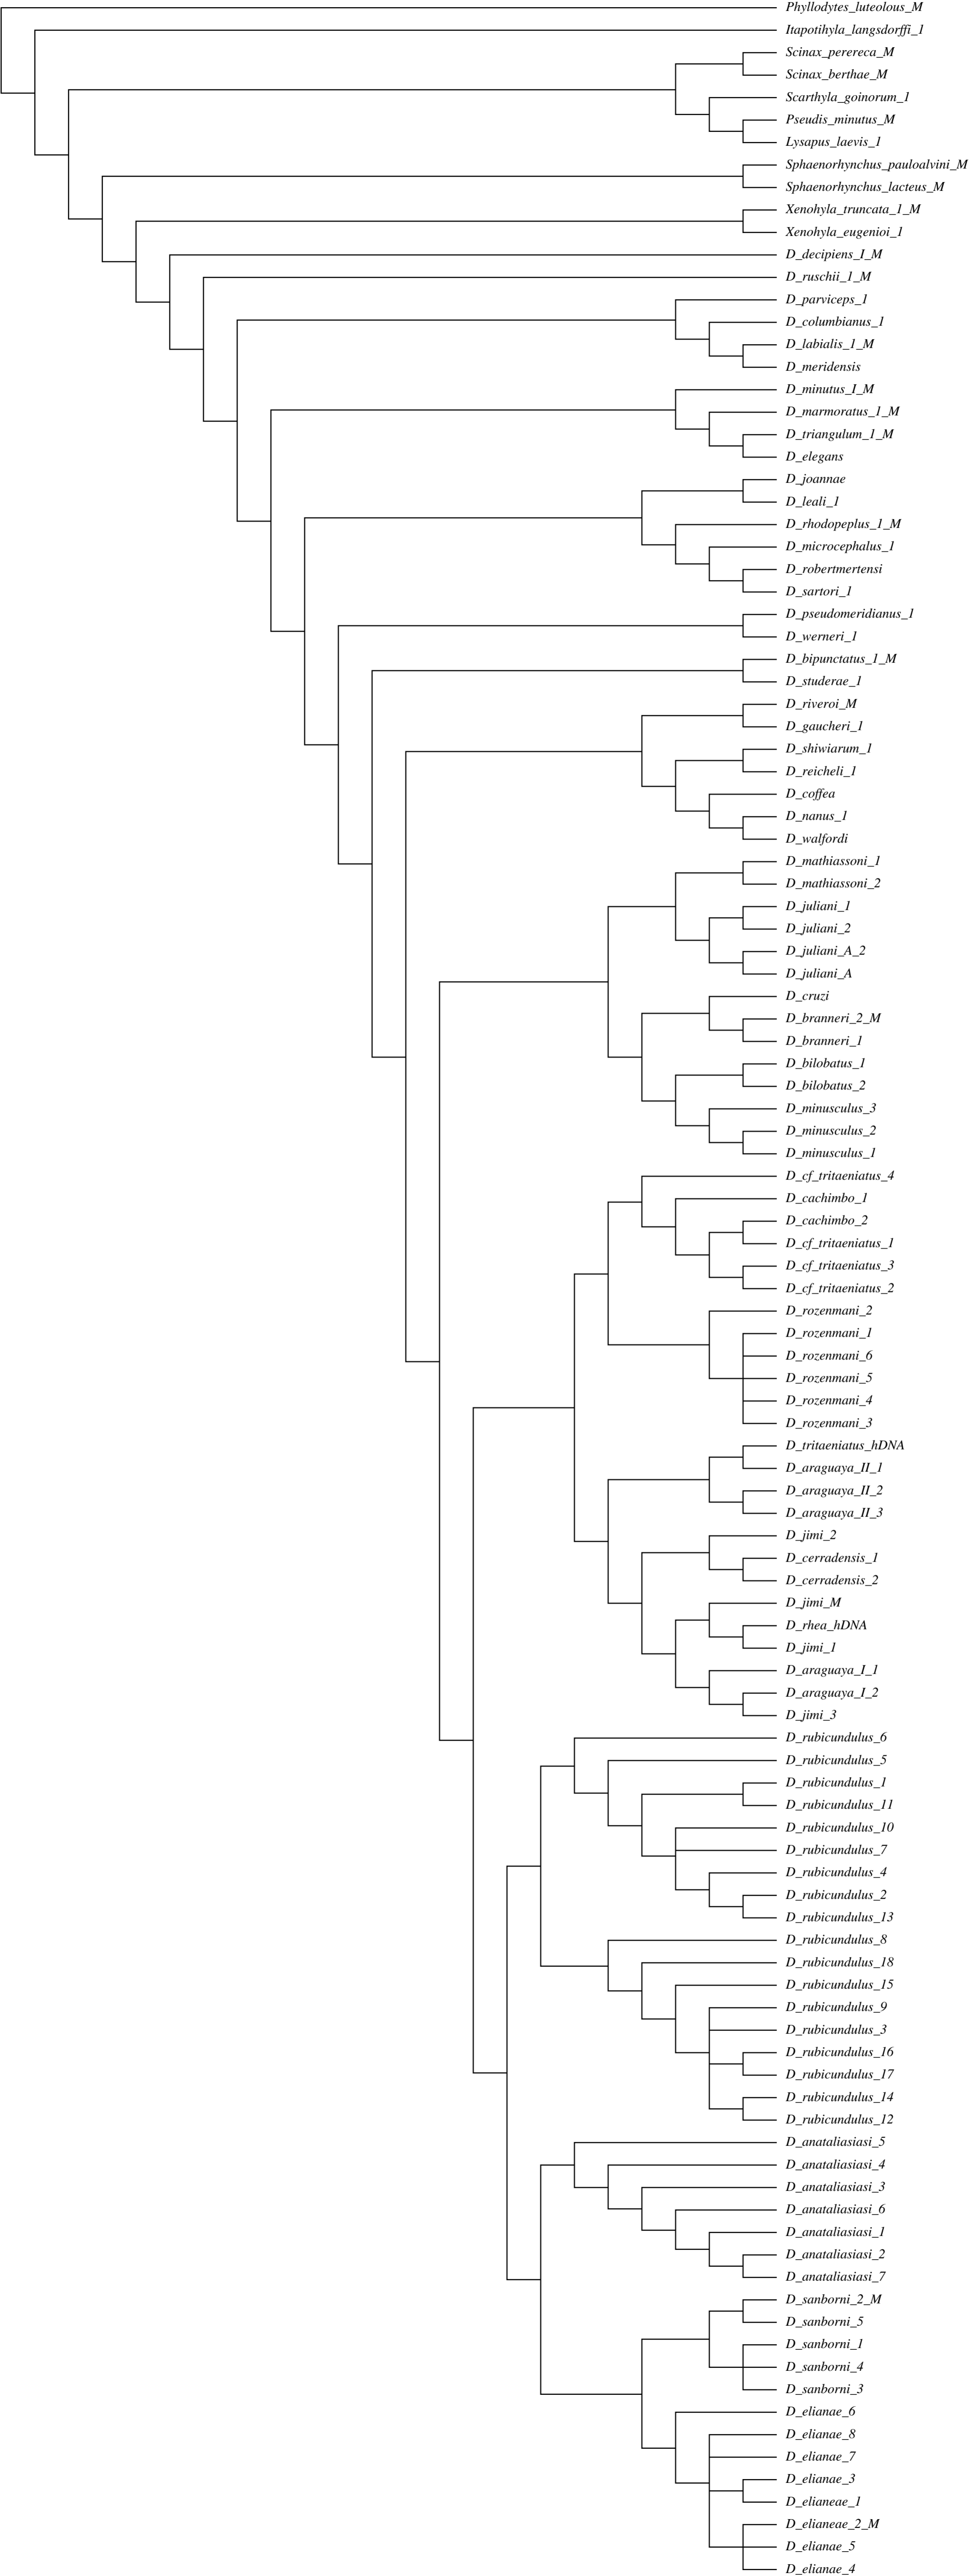 Phyllodytes_luteolous_M
Itapotihyla_langsdorffi_1
Scinax_perereca_M
Scinax_berthae_M
Scarthyla_goinorum_1
Pseudis_minutus_M
Lysapus_laevis_1
Sphaenorhynchus_pauloalvini_M
Sphaenorhynchus_lacteus_M
Xenohyla_truncata_1_M
Xenohyla_eugenioi_1
D_decipiens_I_M
D_ruschii_1_M
D_parviceps_1
D_columbianus_1
D_labialis_1_M
D_meridensis
D_minutus_I_M
D_marmoratus_1_M
D_triangulum_1_M
D_elegans
D_joannae
D_leali_1
D_rhodopeplus_1_M
D_microcephalus_1
D_robertmertensi
D_sartori_1
D_pseudomeridianus_1
D_werneri_1
D_bipunctatus_1_M
D_studerae_1
D_riveroi_M
D_gaucheri_1
D_shiwiarum_1
D_reicheli_1
D_coffea
D_nanus_1
D_walfordi
D_mathiassoni_1
D_mathiassoni_2
D_juliani_1
D_juliani_2
D_juliani_A_2
D_juliani_A
D_cruzi
D_branneri_2_M
D_branneri_1
D_bilobatus_1
D_bilobatus_2
D_minusculus_3
D_minusculus_2
D_minusculus_1
D_cf_tritaeniatus_4
D_cachimbo_1
D_cachimbo_2
D_cf_tritaeniatus_1
D_cf_tritaeniatus_3
D_cf_tritaeniatus_2
D_rozenmani_2
D_rozenmani_1
D_rozenmani_6
D_rozenmani_5
D_rozenmani_4
D_rozenmani_3
D_tritaeniatus_hDNA
D_araguaya_II_1
D_araguaya_II_2
D_araguaya_II_3
D_jimi_2
D_cerradensis_1
D_cerradensis_2
D_jimi_M
D_rhea_hDNA
D_jimi_1
D_araguaya_I_1
D_araguaya_I_2
D_jimi_3
D_rubicundulus_6
D_rubicundulus_5
D_rubicundulus_1
D_rubicundulus_11
D_rubicundulus_10
D_rubicundulus_7
D_rubicundulus_4
D_rubicundulus_2
D_rubicundulus_13
D_rubicundulus_8
D_rubicundulus_18
D_rubicundulus_15
D_rubicundulus_9
D_rubicundulus_3
D_rubicundulus_16
D_rubicundulus_17
D_rubicundulus_14
D_rubicundulus_12
D_anataliasiasi_5
D_anataliasiasi_4
D_anataliasiasi_3
D_anataliasiasi_6
D_anataliasiasi_1
D_anataliasiasi_2
D_anataliasiasi_7
D_sanborni_2_M
D_sanborni_5
D_sanborni_1
D_sanborni_4
D_sanborni_3
D_elianae_6
D_elianae_8
D_elianae_7
D_elianae_3
D_elianeae_1
D_elianeae_2_M
D_elianae_5
D_elianae_4